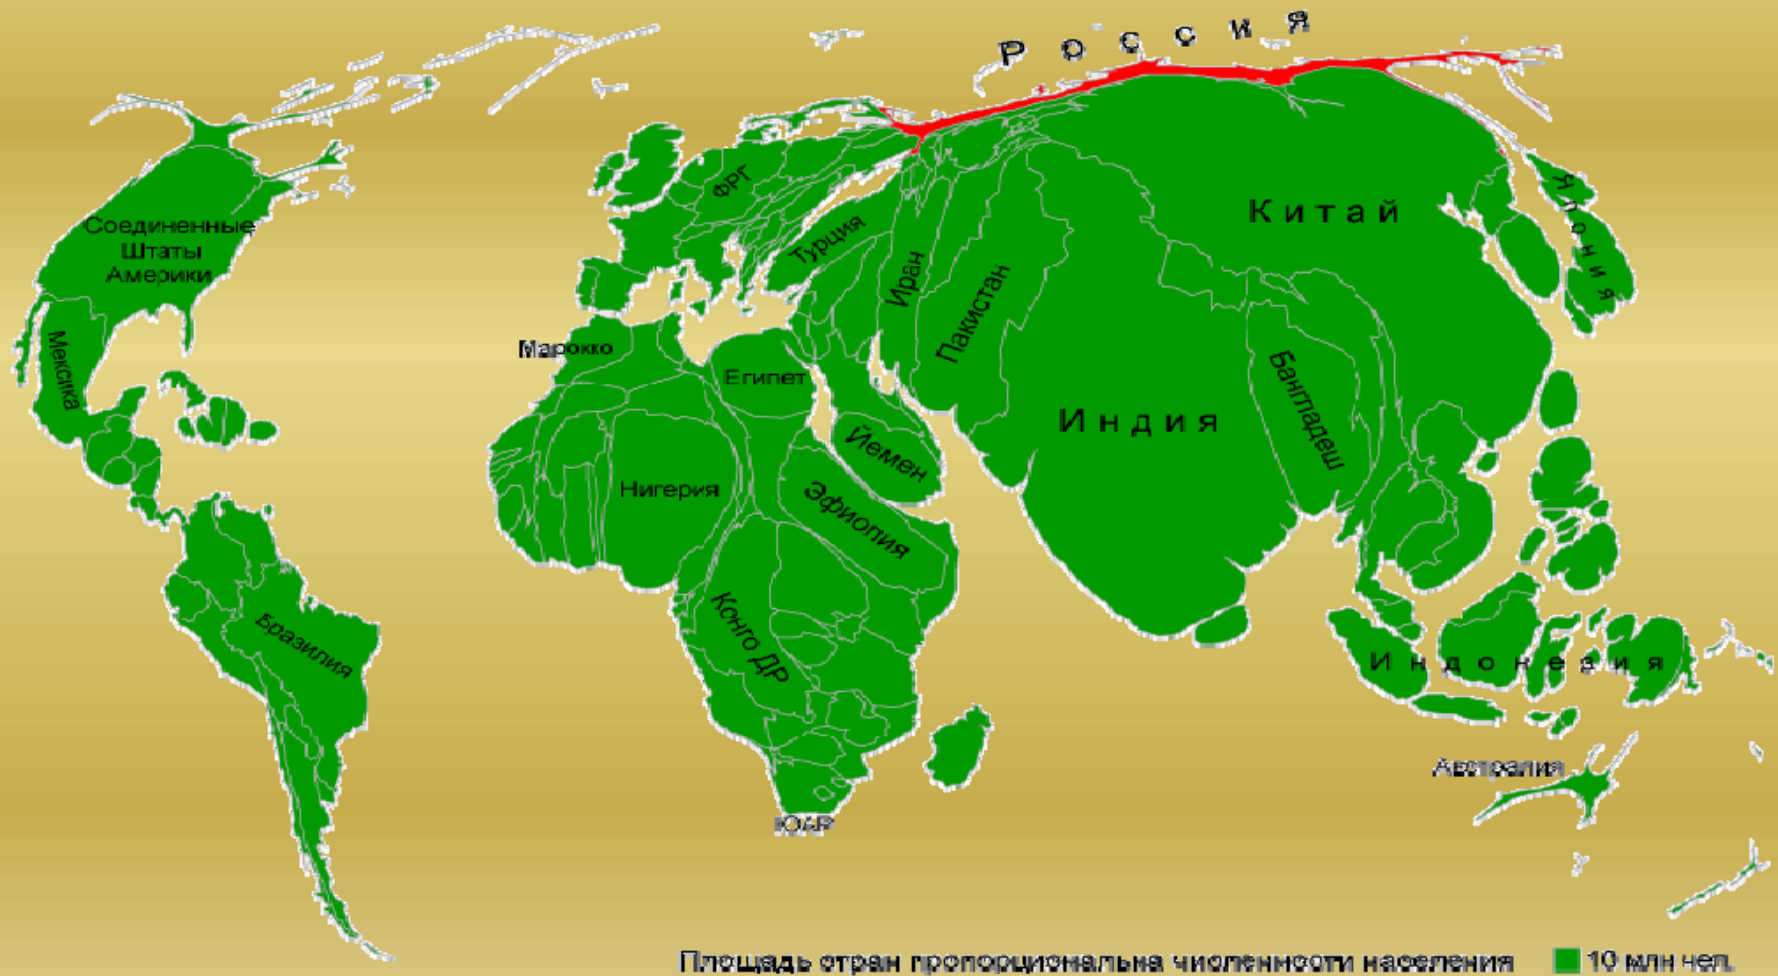 Россия
ФРГ
Китай
Япония
Соединенные
Штаты
Америки
Турция
Иран
Пакистан
Мексика
Марокко
Египет
Бангладеш
Индия
Йемен
Нигерия
Эфиопия
Бразилия
Конго ДР
Индонезия
Австралия
ЮАР
Площадь стран пропорциональна численности населения
10 млн чел.